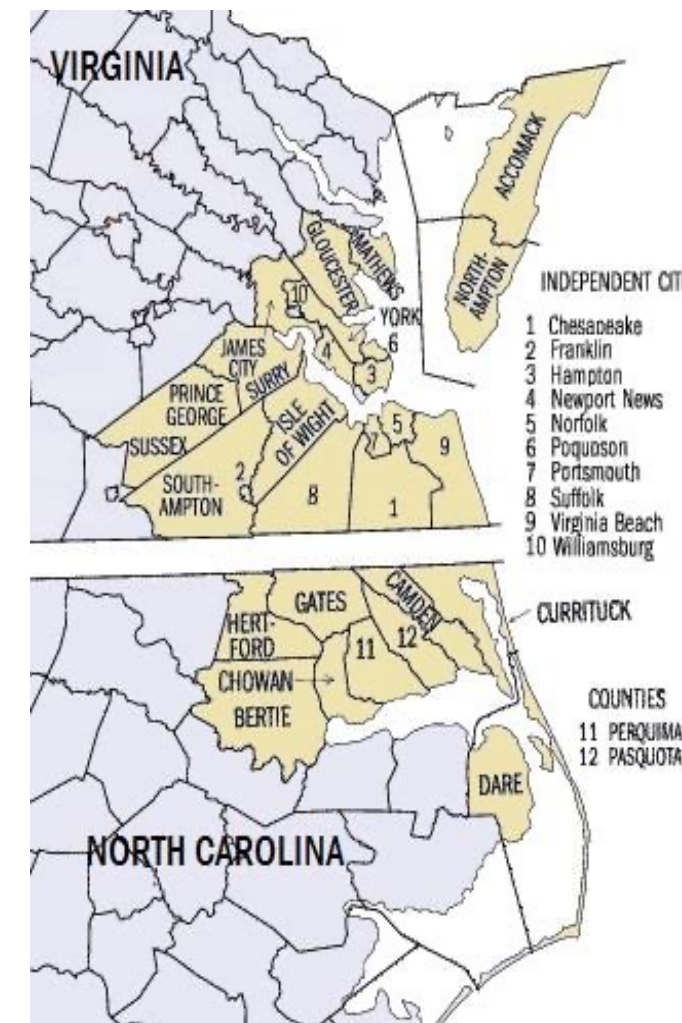 VIRGINIA
ACCOMACK
NORTH-
AMPTON
GLOUCESTER
MATHEWS
10
YORK
6
4
3
JAMES
CITY
SURRY
PRINCE
GEORGE
ISLE
OF WIGHT
SUSSEX
SOUTH-
AMPTON
2
8
7
5
9
1
INDEPENDENT CIT
1 Chesapeake
2 Franklin
3 Hampton
4 Newport News
5 Norfolk
6 Poquoson
7 Portsmouth
8 Suffolk
9 Virginia Beach
10 Williamsburg
GATES
CAMDEN
CURRITUCK
HERT-
FORD
11
12
CHOWAN
BERTIE
DARE
COUNTIES
11 PERQUIMA
12 PASQUOTA
NORTH CAROLINA